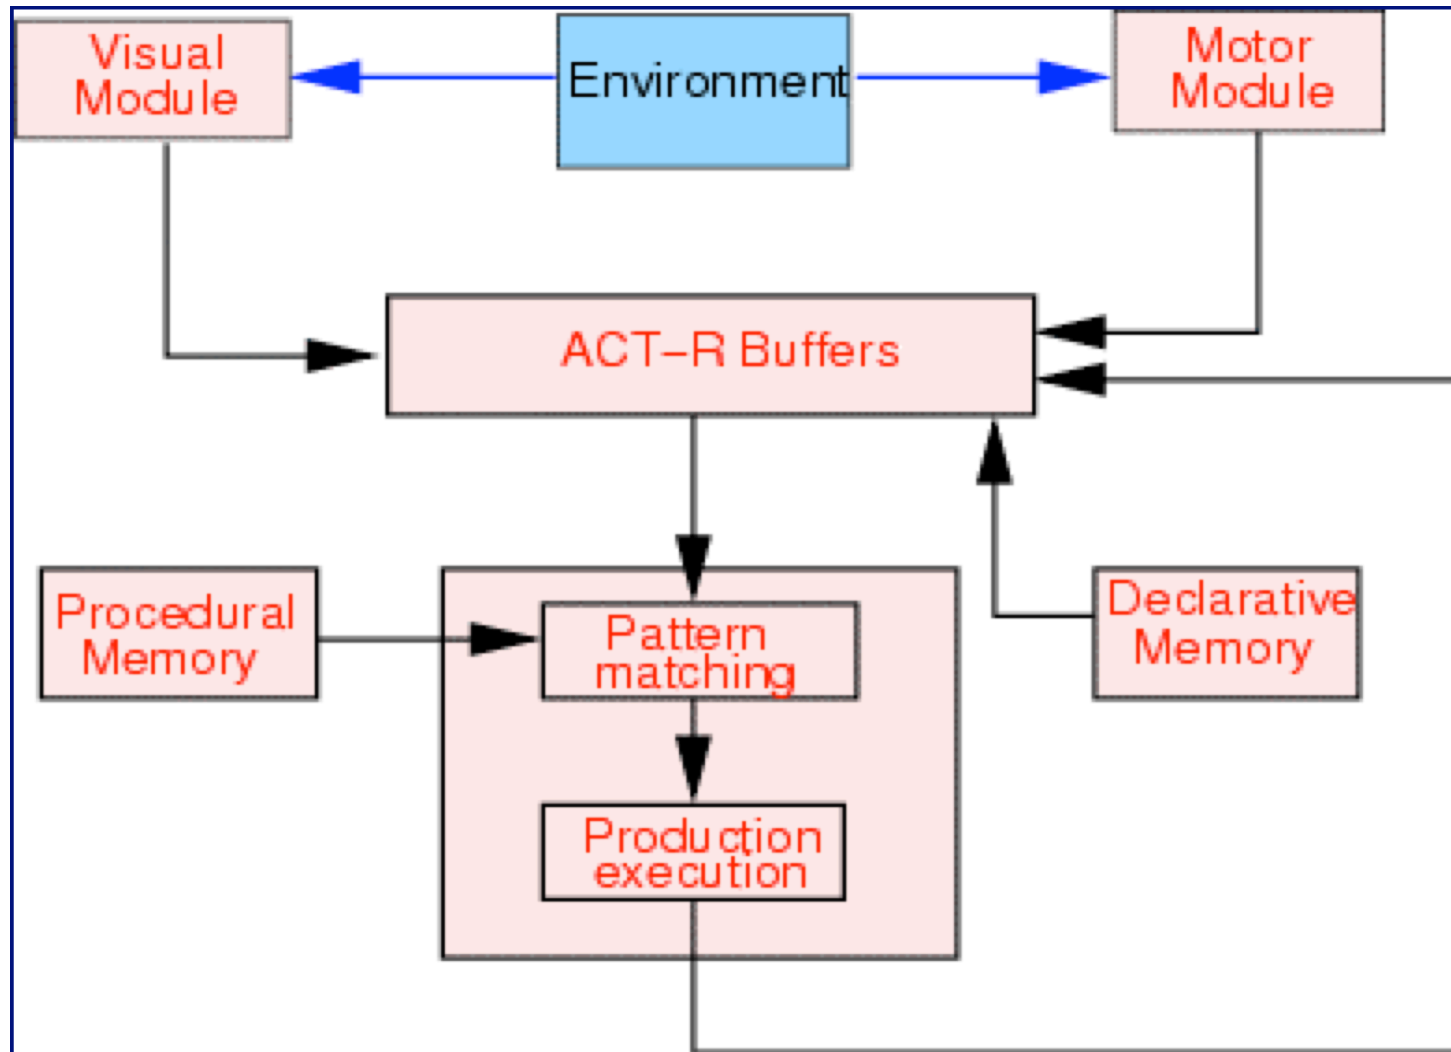 Visual
Module
Environment
Motor
Module
ACT-R Buffers
Procedural
Memory
Pattern
matching
Declarative
Memory
Production
execution